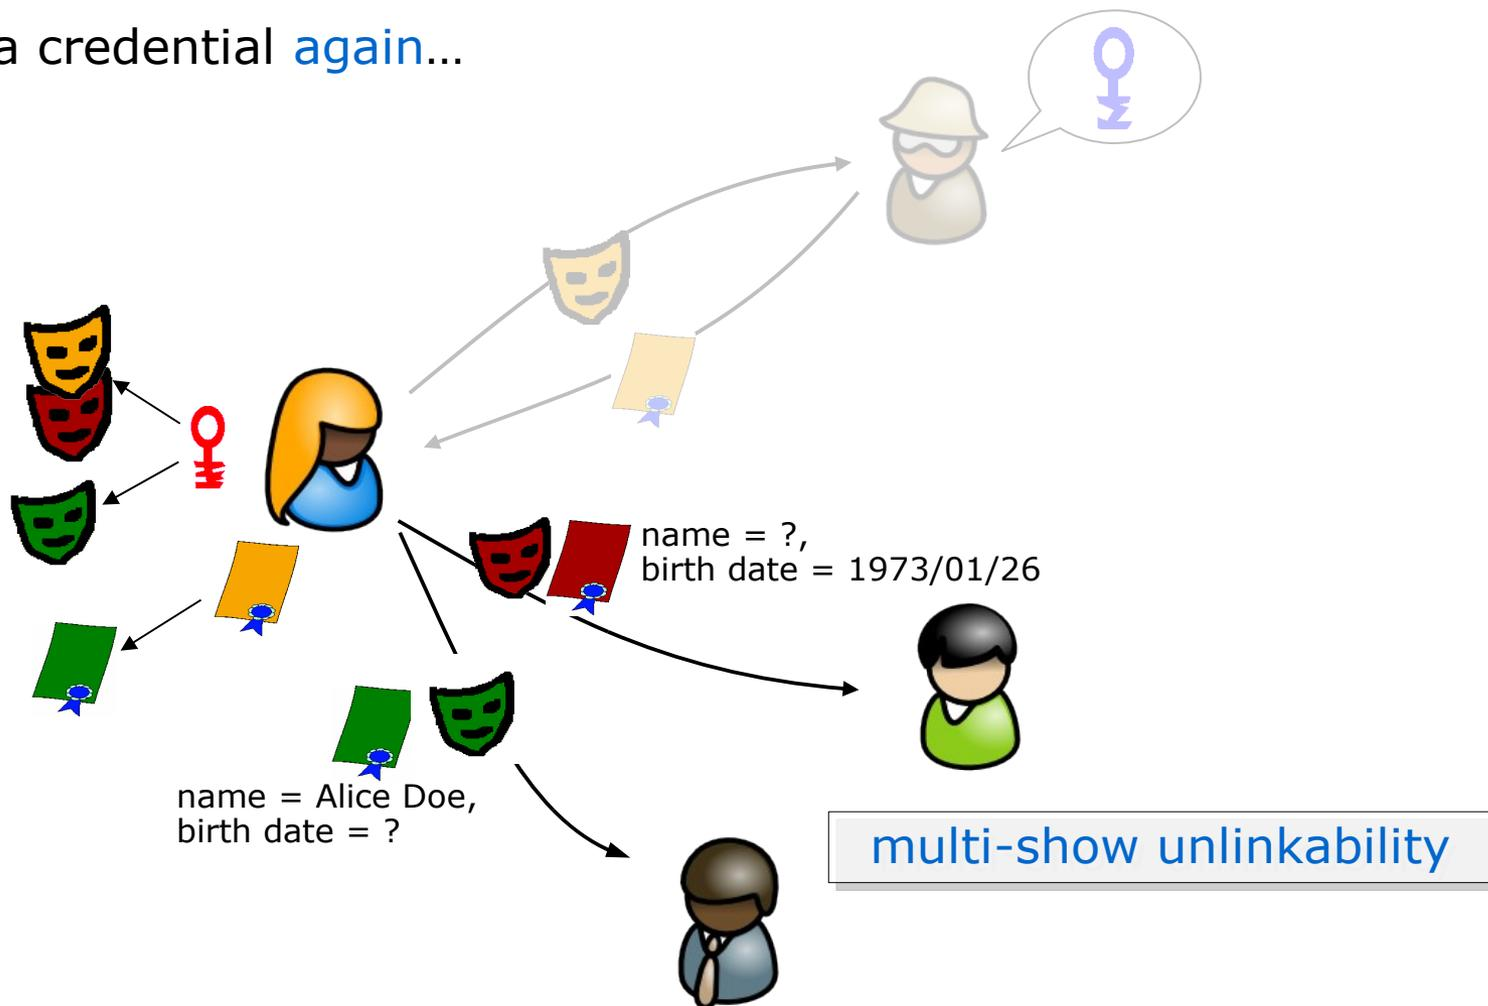 a credential again…
name = ?,
birth date = 1973/01/26
name = Alice Doe,
birth date = ?
multi-show unlinkability